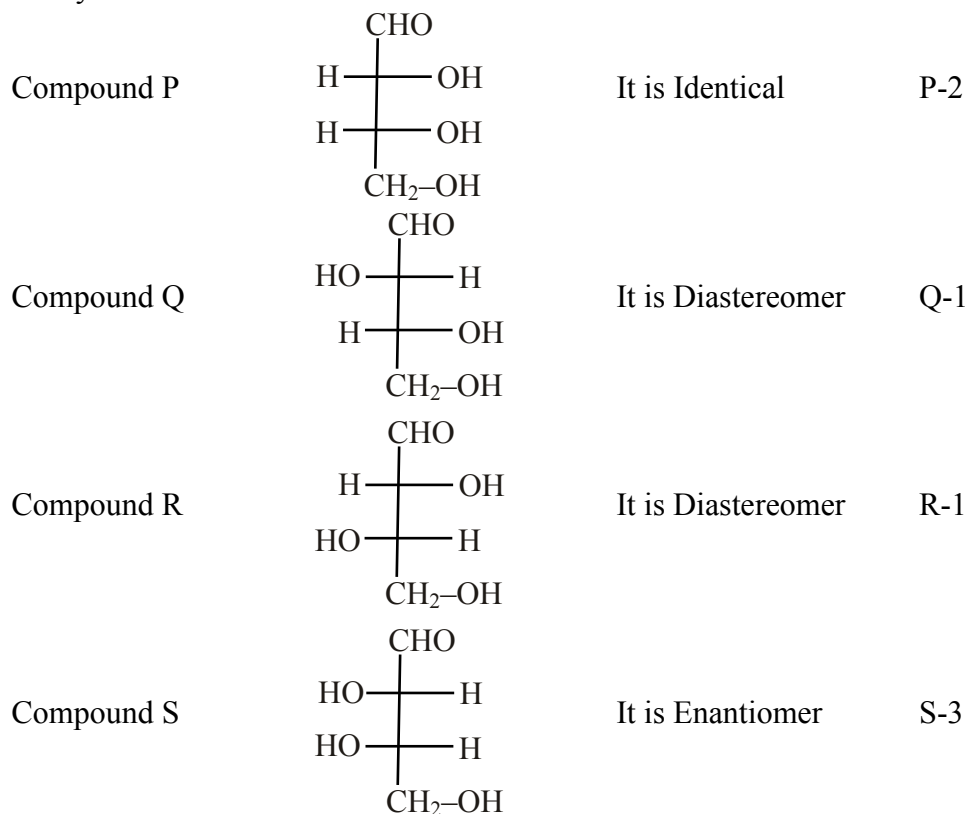 CHO
Compound P H OH It is Identical P-2
H OH
CH₂–OH
CHO
HO H
Compound Q It is Diastereomer Q-1
H OH
CH₂–OH
CHO
H OH
Compound R It is Diastereomer R-1
HO H
CH₂–OH
CHO
HO H
Compound S It is Enantiomer S-3
HO H
CH₂–OH